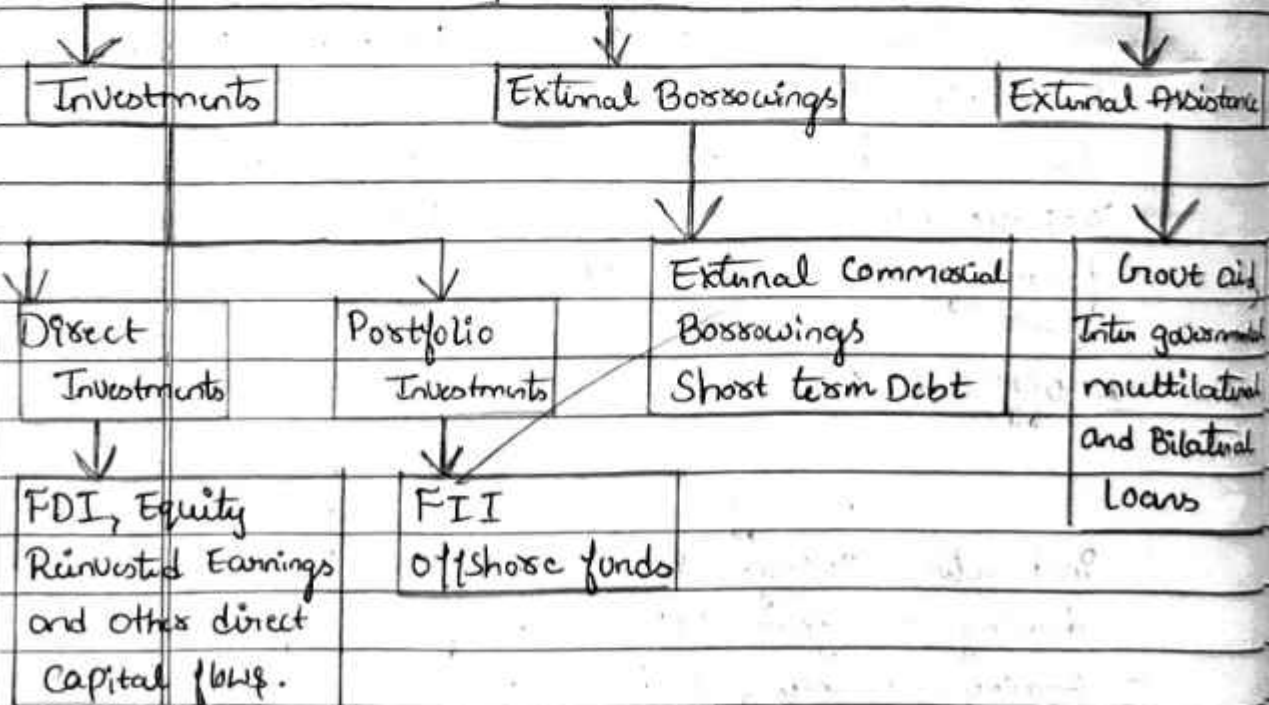 Investments
External Borrowings
External Assistance
Direct
Investments
Portfolio
Investments
External Commercial
Borrowings
Short term Debt
Govt aid,
Inter governmental
multilateral
and Bilateral
Loans
FDI, Equity
Reinvested Earnings
and other direct
Capital flows.
FII
offshore funds